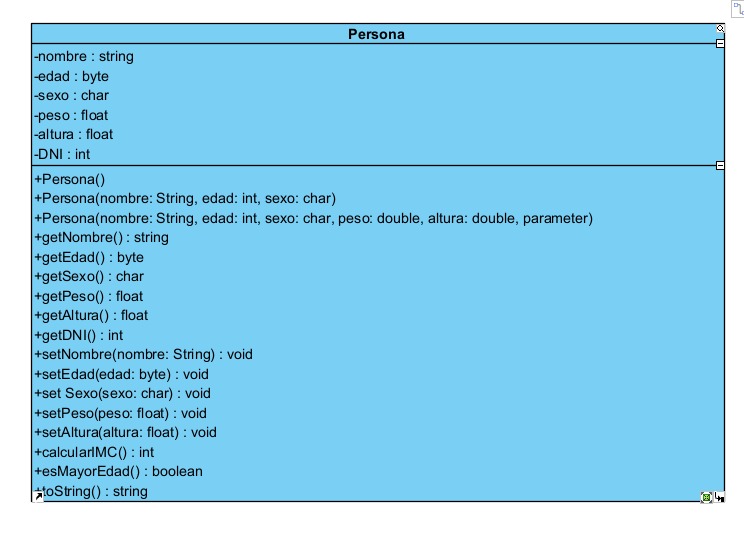 Persona
-nombre : string
-edad : byte
-sexo : char
-peso : float
-altura : float
-DNI : int
+Persona()
+Persona(nombre: String, edad: int, sexo: char)
+Persona(nombre: String, edad: int, sexo: char, peso: double, altura: double, parameter)
+getNombre() : string
+getEdad() : byte
+getSexo() : char
+getPeso() : float
+getAltura() : float
+getDNI() : int
+setNombre(nombre: String) : void
+setEdad(edad: byte) : void
+set Sexo(sexo: char) : void
+setPeso(peso: float) : void
+setAltura(altura: float) : void
+calcularIMC() : int
+esMayorEdad() : boolean
+toString() : string